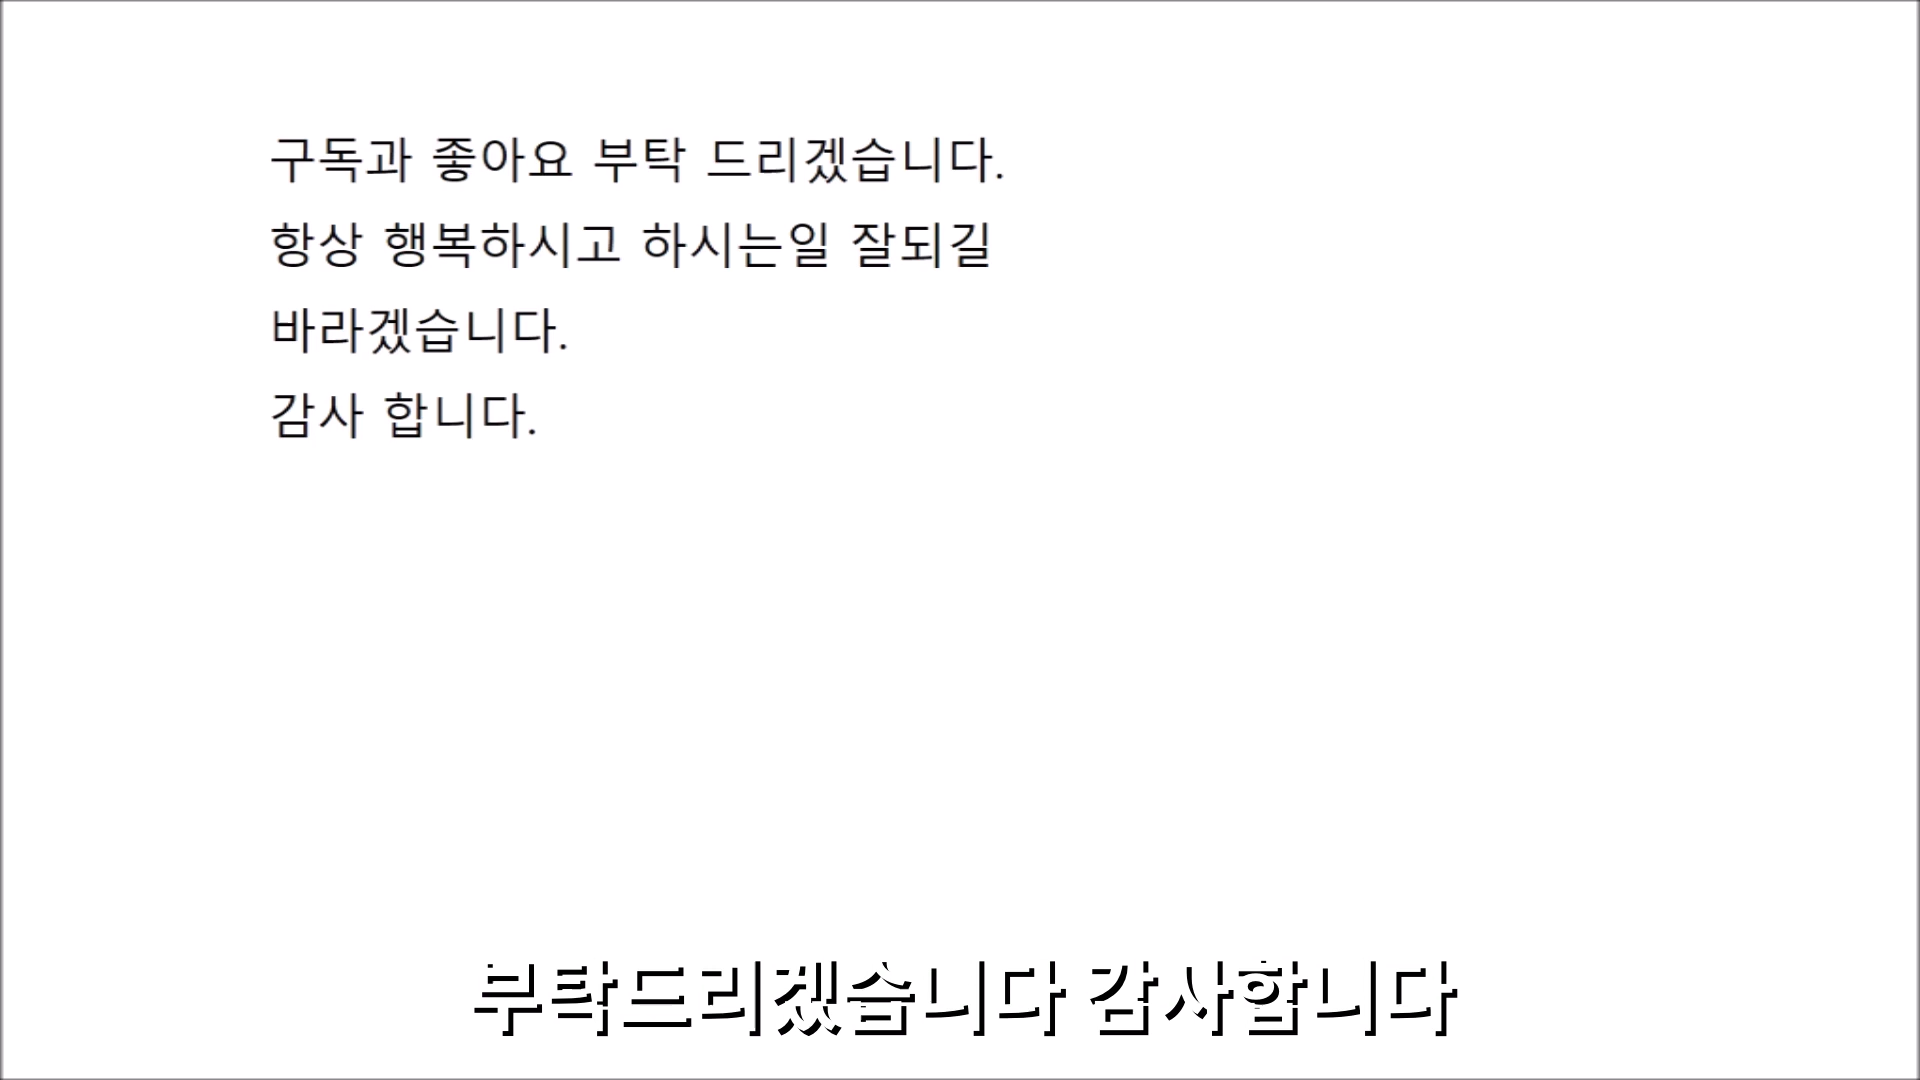 구독과 좋아요 부탁 드리겠습니다.
항상 행복하시고 하시는일 잘되길
바라겠습니다.
감사 합니다.
부탁드리겠습니다 감사합니다